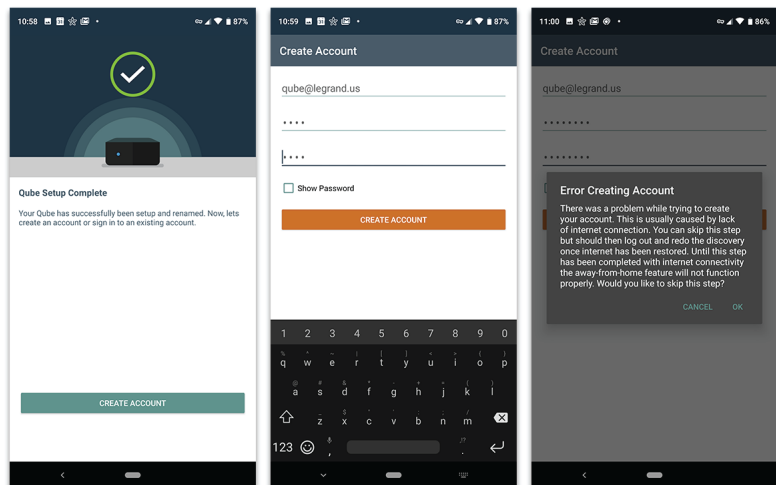 10:58
87%
Qube Setup Complete
Your Qube has successfully been setup and renamed. Now, lets
create an account or sign in to an existing account.
CREATE ACCOUNT
10:59
31
87%
Create Account
qube@legrand.us
....
....
Show Password
CREATE ACCOUNT
1 2 3 4 5 6 7 8 9 0
q w e r t y u i o p
a s d f g h j k l
z x c v b n m
123 , .
11:00
86%
Create Account
qube@legrand.us
........
........
Error Creating Account
There was a problem while trying to create
your account. This is usually caused by lack
of internet connection. You can skip this step
but should then log out and redo the discovery
once internet has been restored. Until this step
has been completed with internet connectivity
the away-from-home feature will not function
properly. Would you like to skip this step?
CANCEL OK